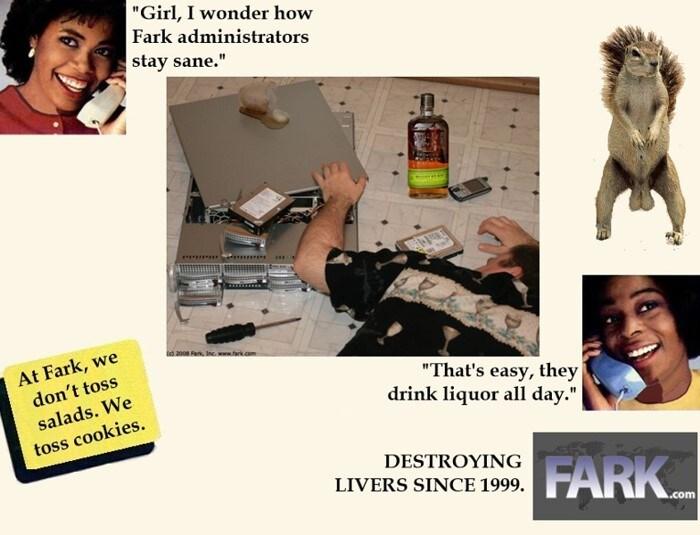 "Girl, I wonder how
Fark administrators
stay sane."
(c) 2008 Fark, Inc. www.fark.com
"That's easy, they
drink liquor all day."
At Fark, we
don't toss
salads. We
toss cookies.
DESTROYING
LIVERS SINCE 1999.
FARK.com